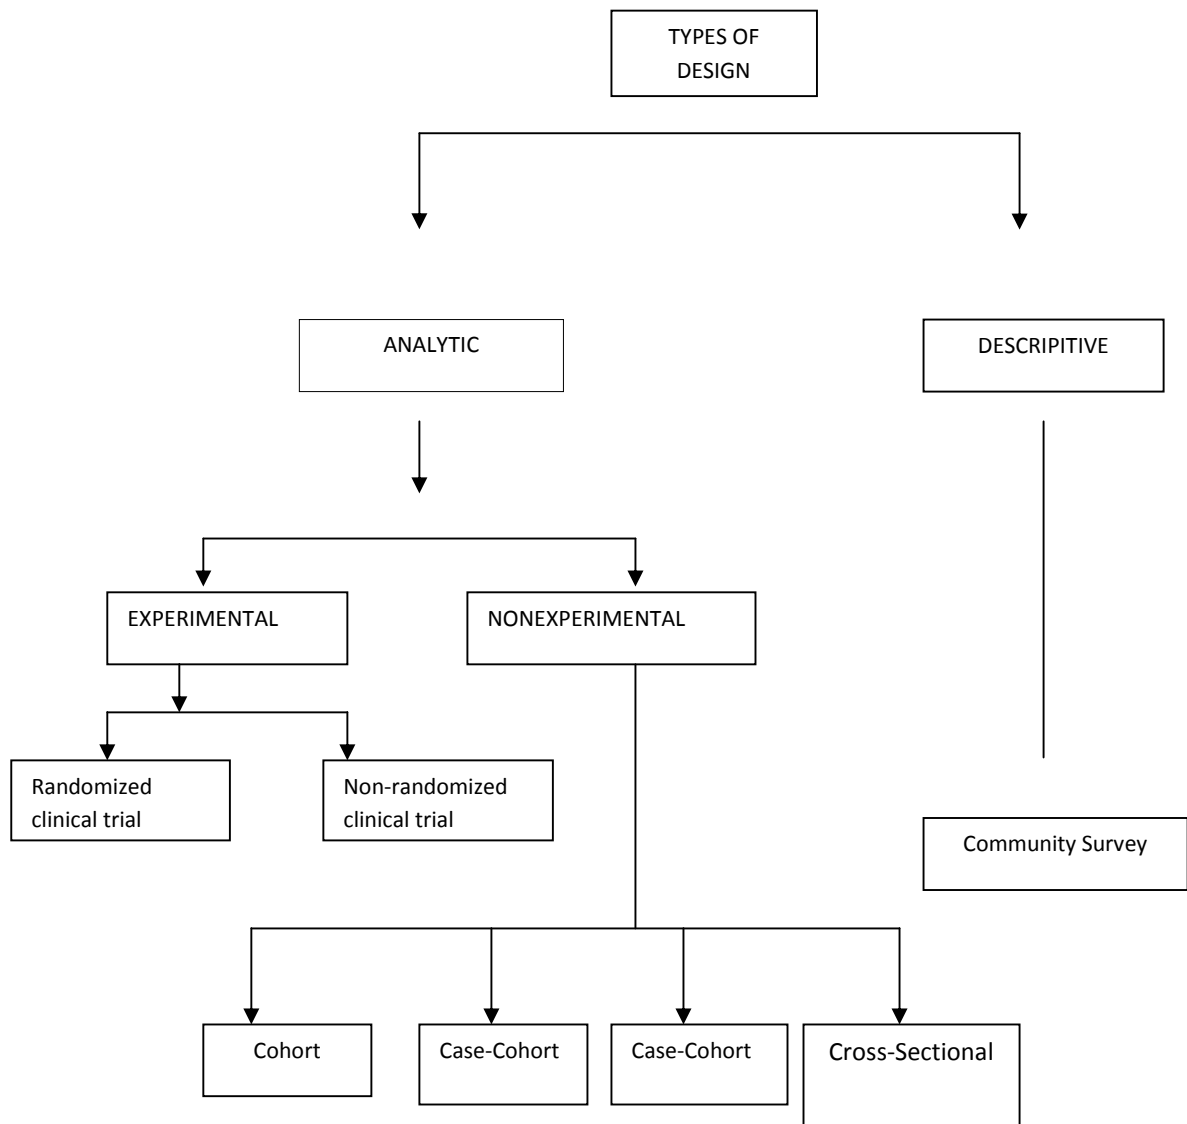 TYPES OF
DESIGN
ANALYTIC
DESCRIPITIVE
EXPERIMENTAL
NONEXPERIMENTAL
Randomized
clinical trial
Non-randomized
clinical trial
Community Survey
Cohort
Case-Cohort
Case-Cohort
Cross-Sectional